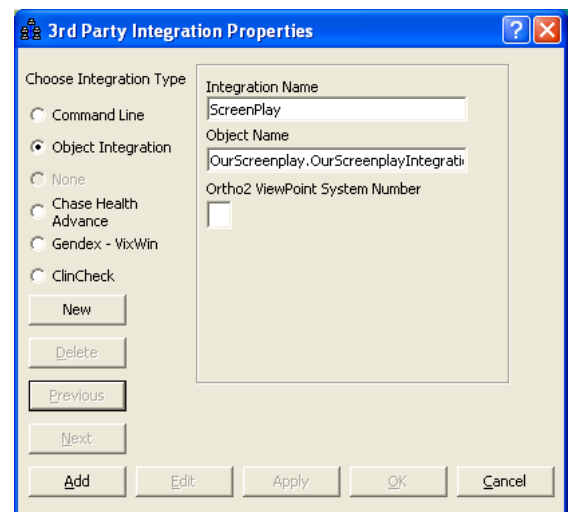 3rd Party Integration Properties
Choose Integration Type
Command Line
Object Integration
None
Chase Health
Advance
Gendex - VixWin
ClinCheck
New
Delete
Previous
Next
Integration Name
ScreenPlay
Object Name
OurScreenplay.OurScreenplayIntegrati
Ortho2 ViewPoint System Number
Add
Edit
Apply
OK
Cancel